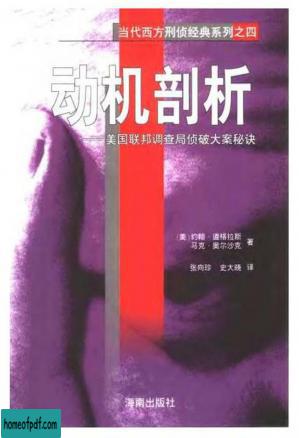 当代西方刑侦经典系列之四
动机剖析
——美国联邦调查局侦破大案秘诀
(美)约翰·道格拉斯
马克·奥尔沙克 著
张向珍 史大晓 译
海南出版社
homeofpdf.com